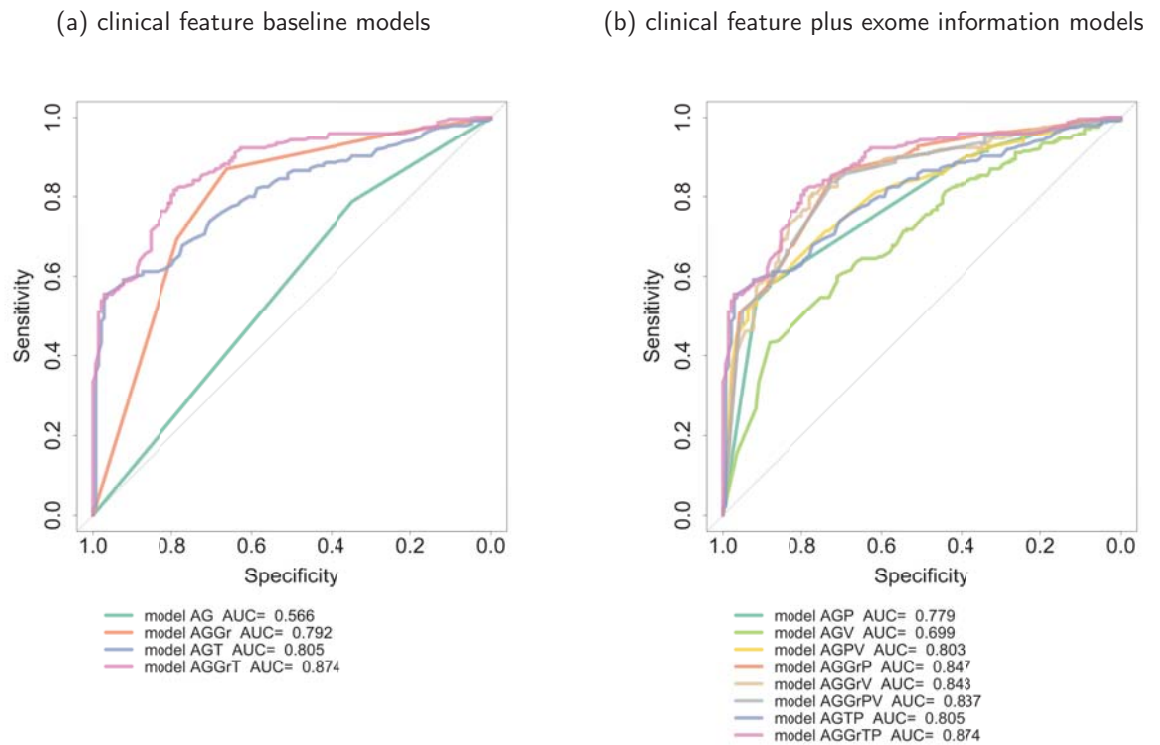 (a) clinical feature baseline models
(b) clinical feature plus exome information models
Sensitivity
1.0
0.8
0.6
0.4
0.2
0.0
1.0 0.8 0.6 0.4 0.2 0.0
Specificity
model AG AUC= 0.566
model AGGr AUC= 0.792
model AGT AUC= 0.805
model AGGrT AUC= 0.874
Sensitivity
1.0
0.8
0.6
0.4
0.2
0.0
1.0 0.8 0.6 0.4 0.2 0.0
Specificity
model AGP AUC= 0.779
model AGV AUC= 0.699
model AGPV AUC= 0.803
model AGGrP AUC= 0.847
model AGGrV AUC= 0.843
model AGGrPV AUC= 0.837
model AGTP AUC= 0.805
model AGGrTP AUC= 0.874